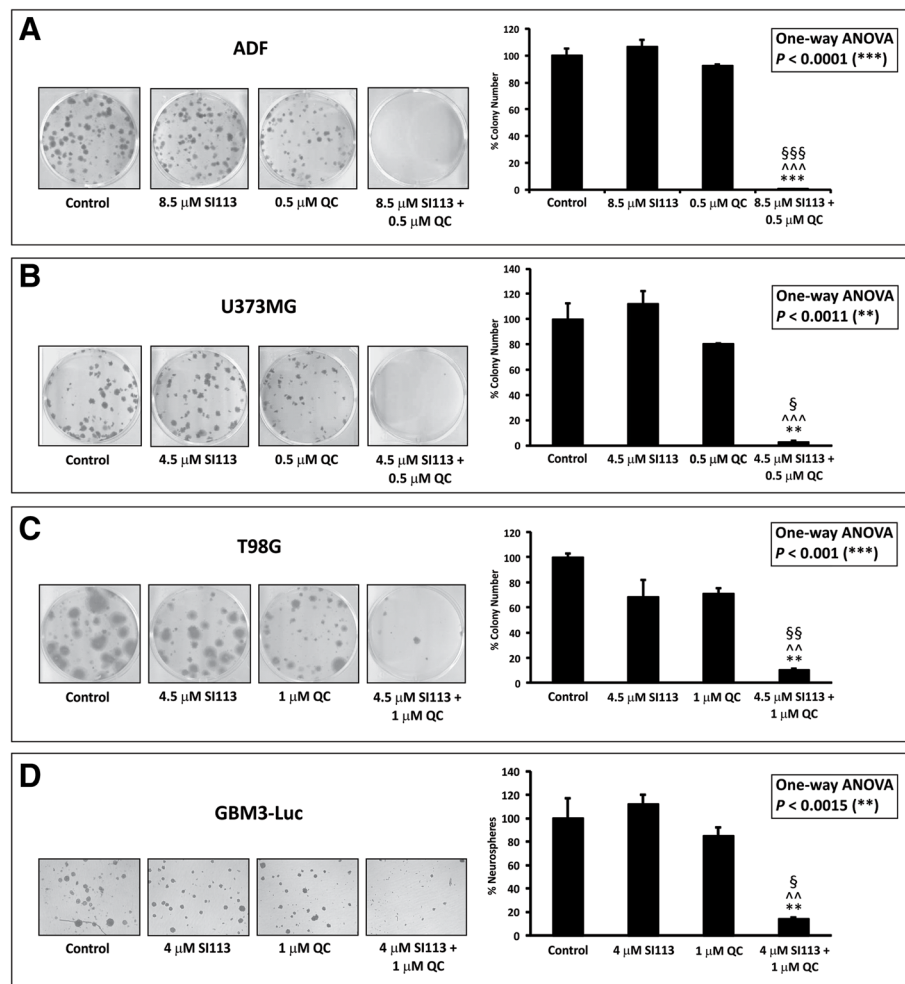 A
ADF
Control
8.5 μM SI113
0.5 μM QC
8.5 μM SI113 +
0.5 μM QC
% Colony Number
120
100
80
60
40
20
0
One-way ANOVA
P < 0.0001 (***)
§§§
^^^
***
Control
8.5 μM SI113
0.5 μM QC
8.5 μM SI113 +
0.5 μM QC
B
U373MG
Control
4.5 μM SI113
0.5 μM QC
4.5 μM SI113 +
0.5 μM QC
% Colony Number
140
120
100
80
60
40
20
0
One-way ANOVA
P < 0.0011 (**)
§
^^^
**
Control
4.5 μM SI113
0.5 μM QC
4.5 μM SI113 +
0.5 μM QC
C
T98G
Control
4.5 μM SI113
1 μM QC
4.5 μM SI113 +
1 μM QC
% Colony Number
120
100
80
60
40
20
0
One-way ANOVA
P < 0.001 (***)
§§
^^
**
Control
4.5 μM SI113
1 μM QC
4.5 μM SI113 +
1 μM QC
D
GBM3-Luc
Control
4 μM SI113
1 μM QC
4 μM SI113 +
1 μM QC
% Neurospheres
140
120
100
80
60
40
20
0
One-way ANOVA
P < 0.0015 (**)
§
^^
**
Control
4 μM SI113
1 μM QC
4 μM SI113 +
1 μM QC